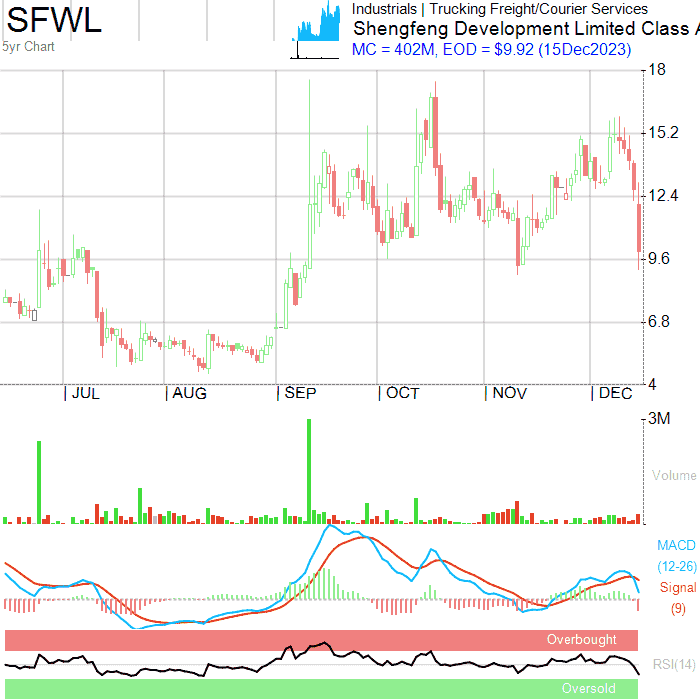 SFWL
5yr Chart
Industrials | Trucking Freight/Courier Services
Shengfeng Development Limited Class A
MC = 402M, EOD = $9.92 (15Dec2023)
18
15.2
12.4
9.6
6.8
4
JUL AUG SEP OCT NOV DEC
3M
Volume
MACD
(12-26)
Signal
(9)
Overbought
RSI(14)
Oversold